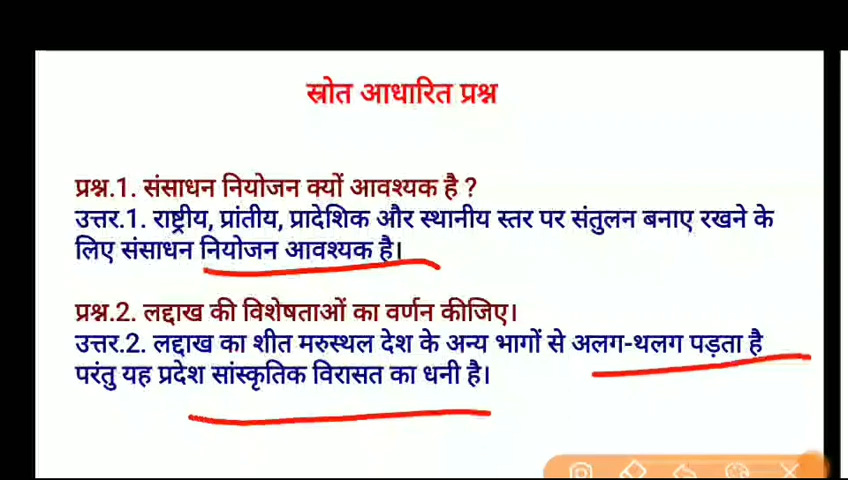 स्रोत आधारित प्रश्न
प्रश्न.1. संसाधन नियोजन क्यों आवश्यक है ?
उत्तर.1. राष्ट्रीय, प्रांतीय, प्रादेशिक और स्थानीय स्तर पर संतुलन बनाए रखने के
लिए संसाधन नियोजन आवश्यक है।
प्रश्न.2. लद्दाख की विशेषताओं का वर्णन कीजिए।
उत्तर.2. लद्दाख का शीत मरुस्थल देश के अन्य भागों से अलग-थलग पड़ता है
परंतु यह प्रदेश सांस्कृतिक विरासत का धनी है।